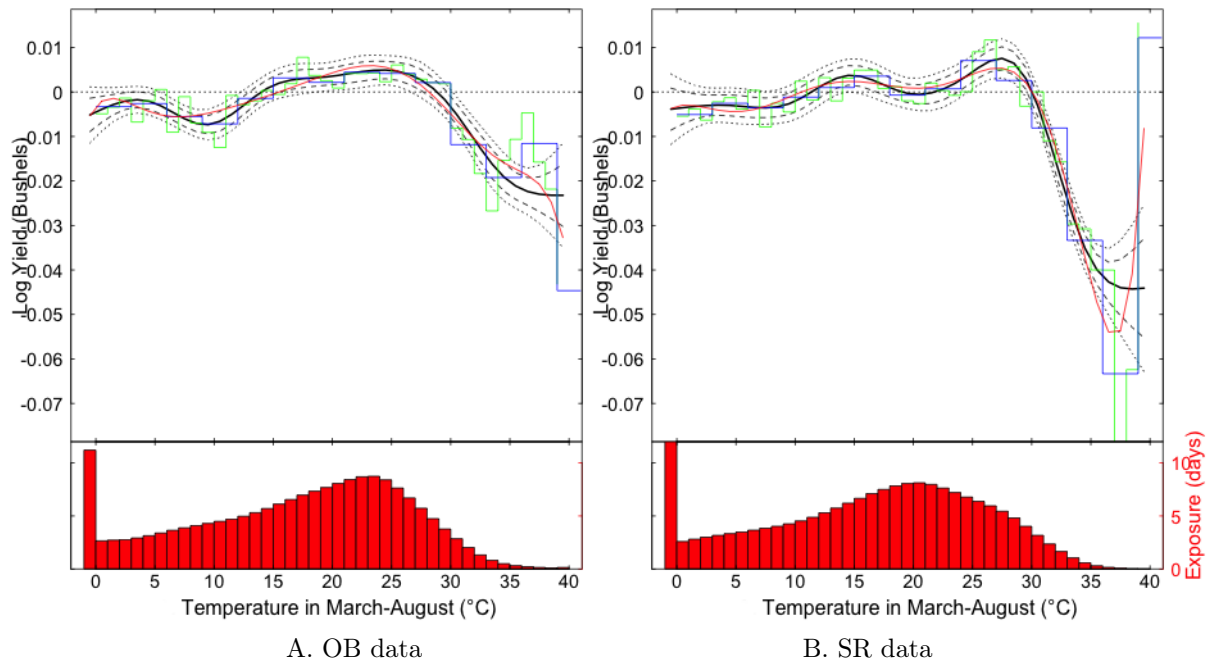 0.01
0
-0.01
-0.02
-0.03
-0.04
-0.05
-0.06
-0.07
Log Yield (Bushels)
0 5 10 15 20 25 30 35 40
Temperature in March-August (°C)
A. OB data
0.01
0
-0.01
-0.02
-0.03
-0.04
-0.05
-0.06
-0.07
Log Yield (Bushels)
10
5
0
Exposure (days)
0 5 10 15 20 25 30 35 40
Temperature in March-August (°C)
B. SR data